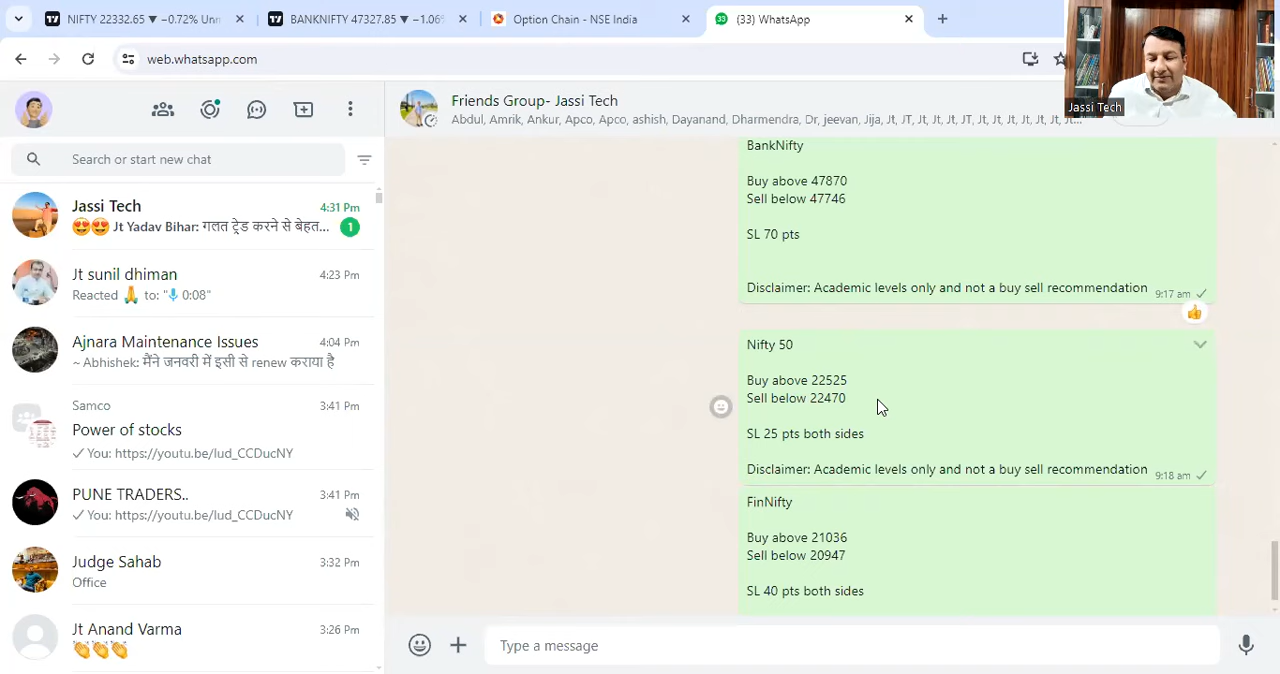 NIFTY 22332.65 ▼ −0.72% Unn
BANKNIFTY 47327.85 ▼ −1.06%
Option Chain - NSE India
(33) WhatsApp
33
web.whatsapp.com
Jassi Tech
Search or start new chat
Jassi Tech
4:31 Pm
😍😍 Jt Yadav Bihar: गलत ट्रेड करने से बेहत...
1
Jt sunil dhiman
4:23 Pm
Reacted 🙏 to: "🎙 0:08"
Ajnara Maintenance Issues
4:04 Pm
~ Abhishek: मैंने जनवरी में इसी से renew कराया है
Samco
3:41 Pm
Power of stocks
✓ You: https://youtu.be/lud_CCDucNY
PUNE TRADERS..
3:41 Pm
✓ You: https://youtu.be/lud_CCDucNY
Judge Sahab
3:32 Pm
Office
Jt Anand Varma
3:26 Pm
👏👏👏
Friends Group- Jassi Tech
Abdul, Amrik, Ankur, Apco, Apco, ashish, Dayanand, Dharmendra, Dr, jeevan, Jija, Jt, JT, Jt, Jt, Jt, JT, Jt, Jt, Jt, Jt, Jt, Jt, Jt...
BankNifty
Buy above 47870
Sell below 47746
SL 70 pts
Disclaimer: Academic levels only and not a buy sell recommendation
9:17 am ✓
👍
Nifty 50
Buy above 22525
Sell below 22470
SL 25 pts both sides
Disclaimer: Academic levels only and not a buy sell recommendation
9:18 am ✓
FinNifty
Buy above 21036
Sell below 20947
SL 40 pts both sides
Type a message